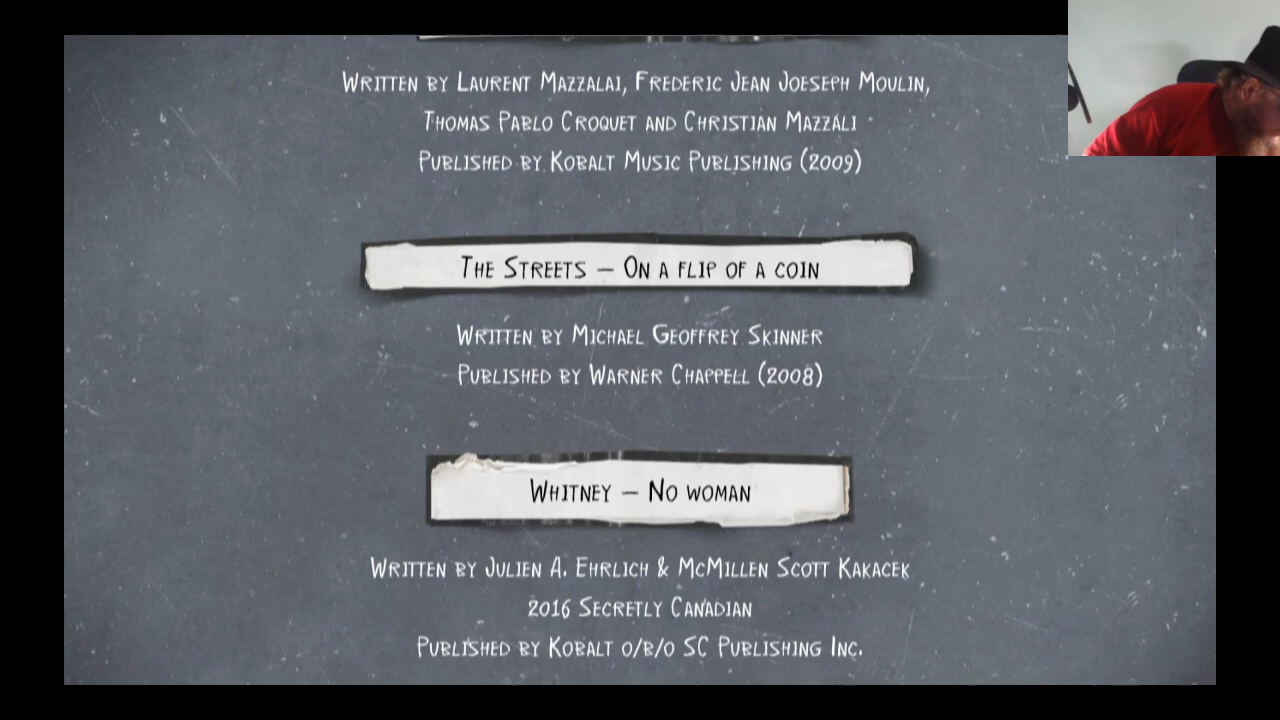 Written by Laurent Mazzalai, Frederic Jean Joeseph Moulin,
Thomas Pablo Croquet and Christian Mazzali
Published by Kobalt Music Publishing (2009)
The Streets – On a flip of a coin
Written by Michael Geoffrey Skinner
Published by Warner Chappell (2008)
Whitney – No woman
Written by Julien A. Ehrlich & McMillen Scott Kakacek
2016 Secretly Canadian
Published by Kobalt o/b/o SC Publishing Inc.